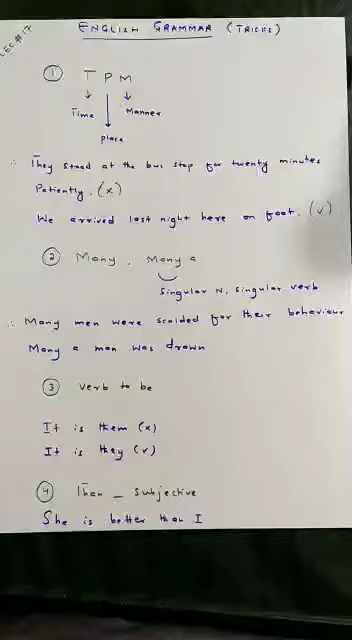 LEC #17
ENGLISH GRAMMAR (TRICKS)
① T P M
Time Manner
place
∴ They stood at the bus stop for twenty minutes
Patiently. (x)
We arrived last night here on foot. (✓)
② Many, Many a
Singular N, Singular verb
∴ Many men were scolded for their behaviour
Many a man was drown
③ Verb to be
It is them (x)
It is they (✓)
④ Than _ subjective
She is better than I